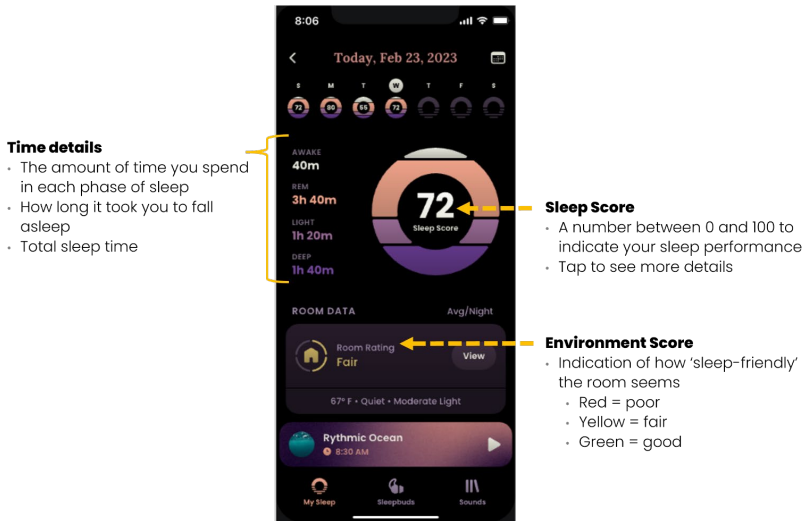 8:06
Today, Feb 23, 2023
S M T W T F S
72 80 65 72
AWAKE
40m
REM
3h 40m
LIGHT
1h 20m
DEEP
1h 40m
72
Sleep Score
ROOM DATA Avg/Night
Room Rating
Fair
View
67° F • Quiet • Moderate Light
Rythmic Ocean
8:30 AM
My Sleep Sleepbuds Sounds
Time details
• The amount of time you spend
in each phase of sleep
• How long it took you to fall
asleep
• Total sleep time
Sleep Score
• A number between 0 and 100 to
indicate your sleep performance
• Tap to see more details
Environment Score
• Indication of how ‘sleep-friendly’
the room seems
• Red = poor
• Yellow = fair
• Green = good